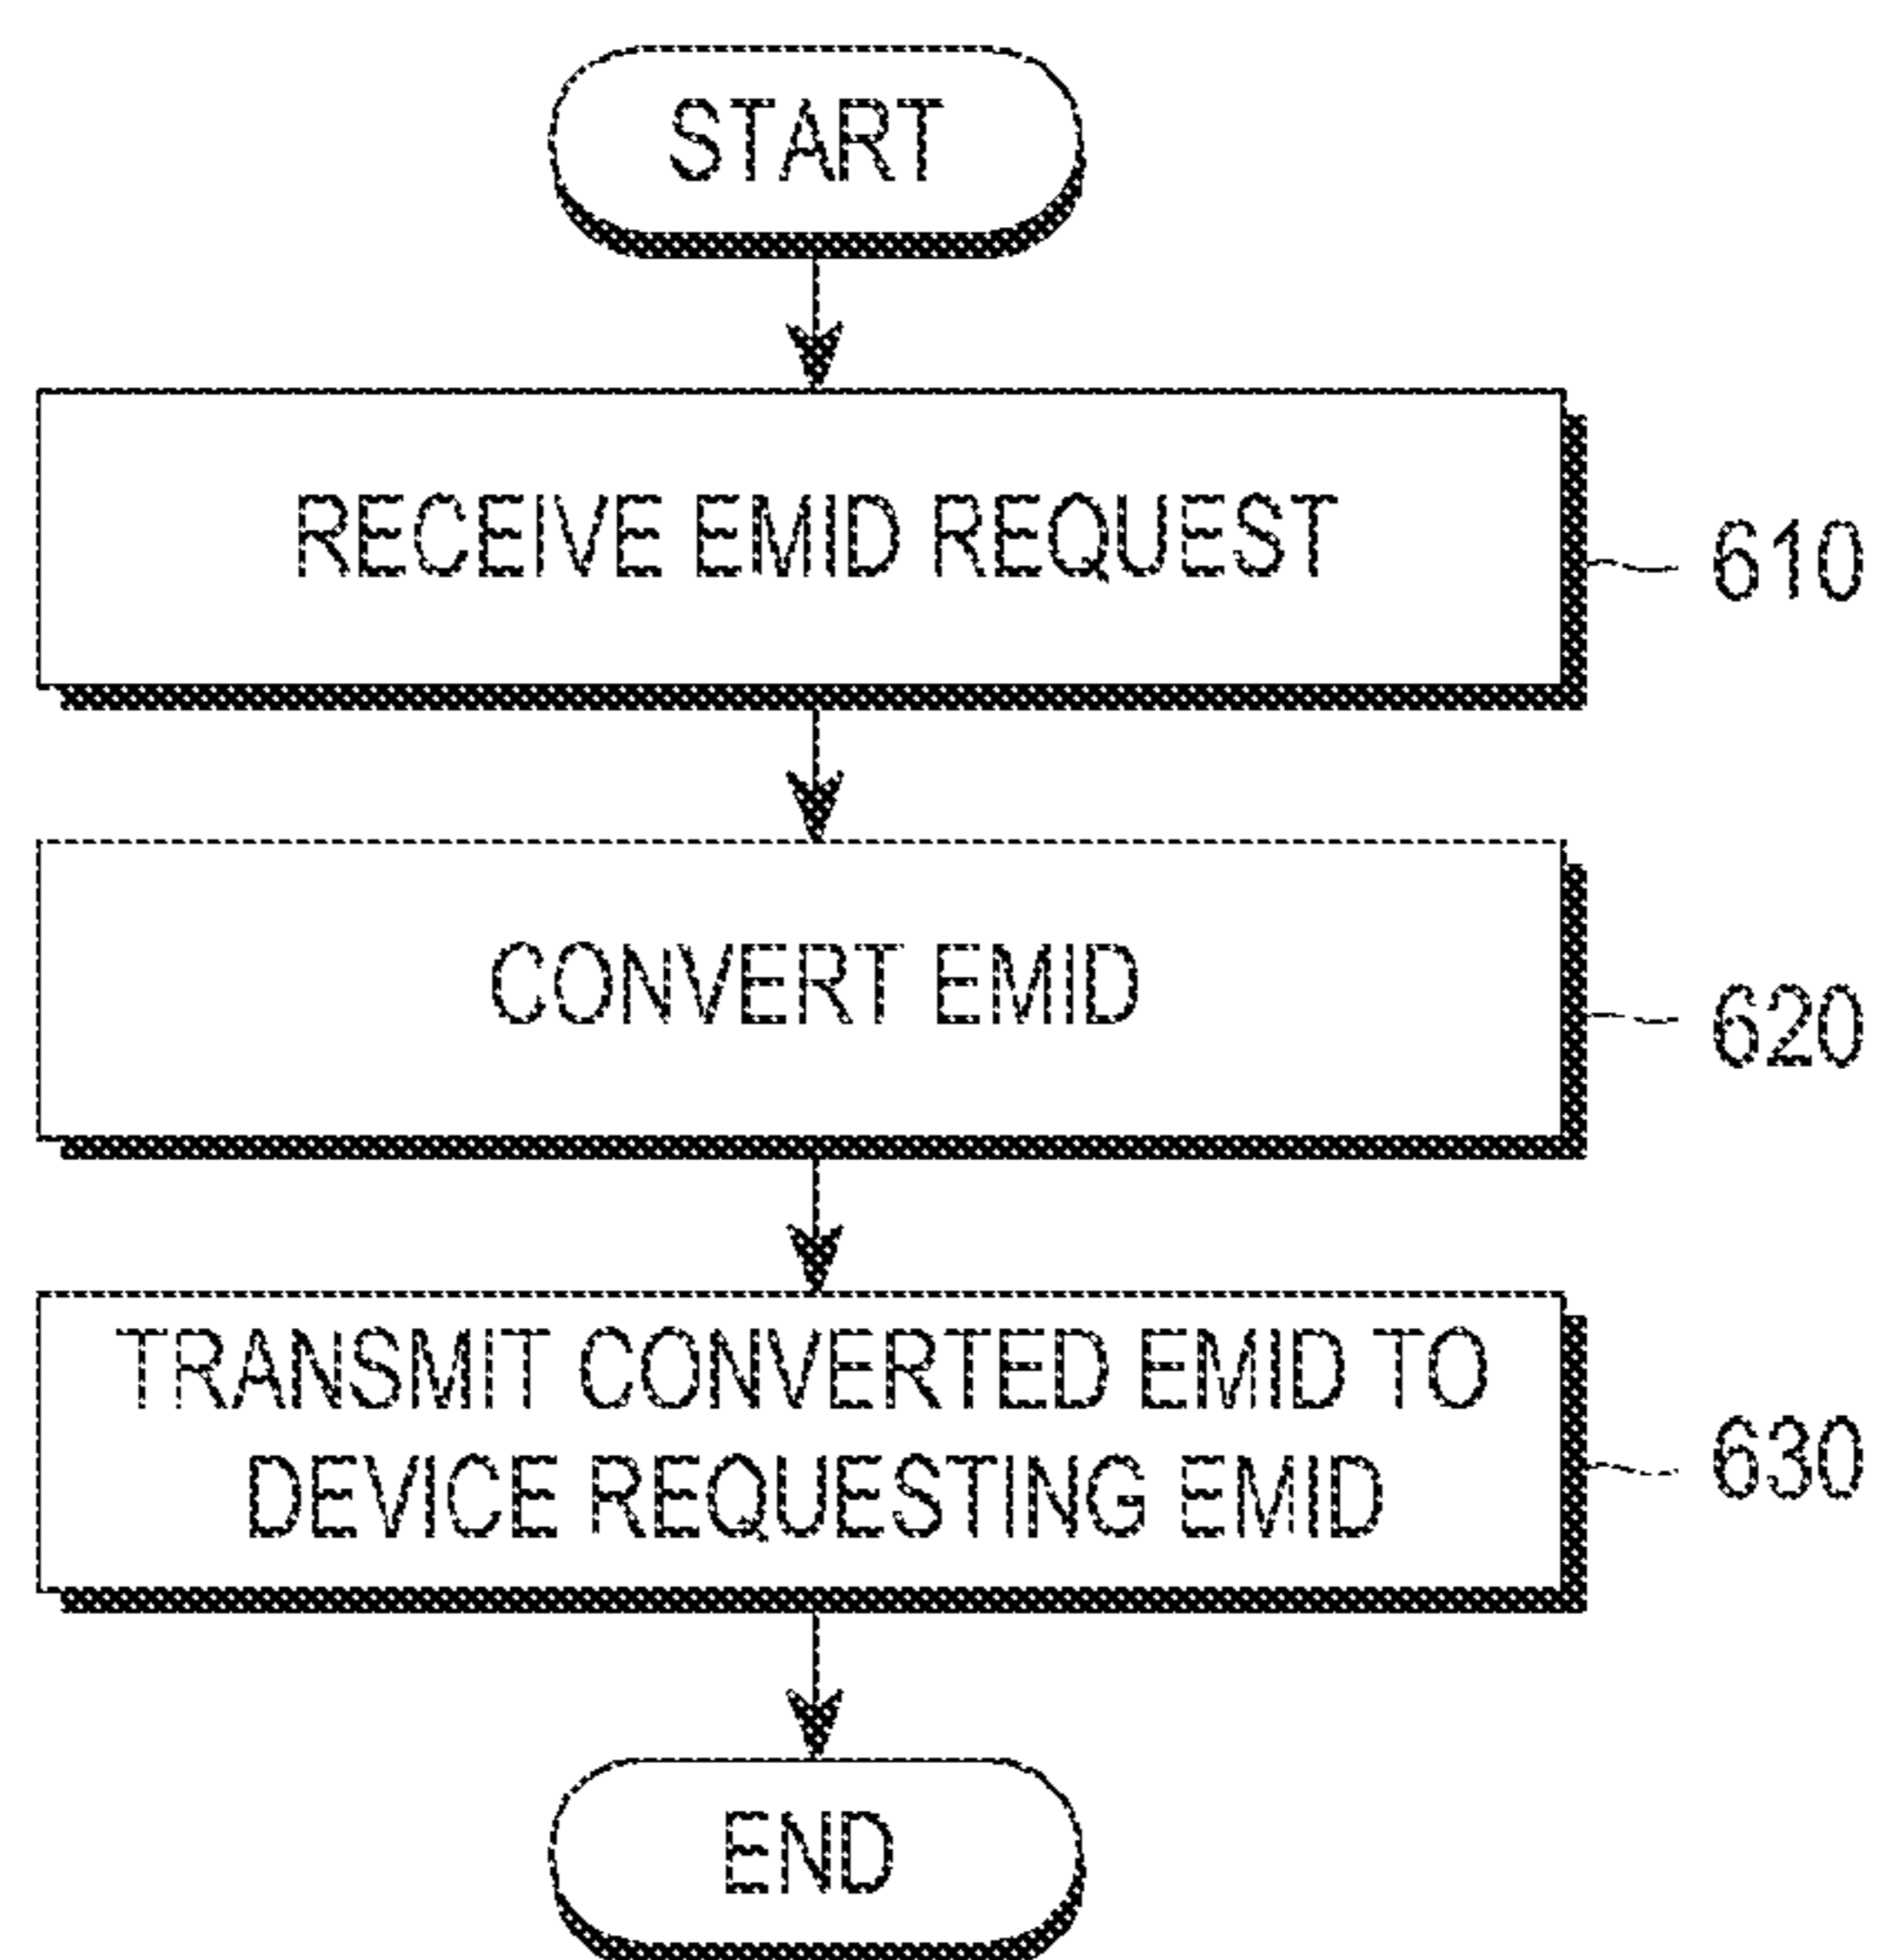 START
RECEIVE EMID REQUEST
610
CONVERT EMID
620
TRANSMIT CONVERTED EMID TO
DEVICE REQUESTING EMID
630
END